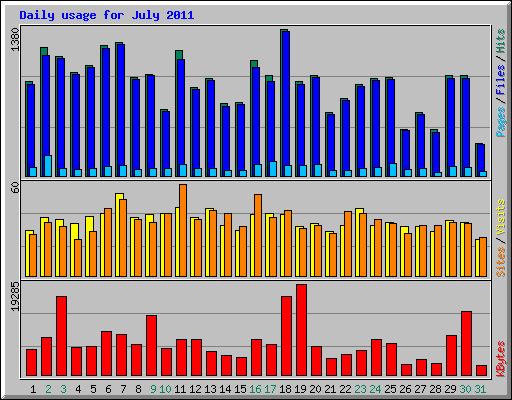 Daily usage for July 2011
1380
Pages / Files / Hits
60
Sites / Visits
19285
KBytes
1 2 3 4 5 6 7 8 9 10 11 12 13 14 15 16 17 18 19 20 21 22 23 24 25 26 27 28 29 30 31